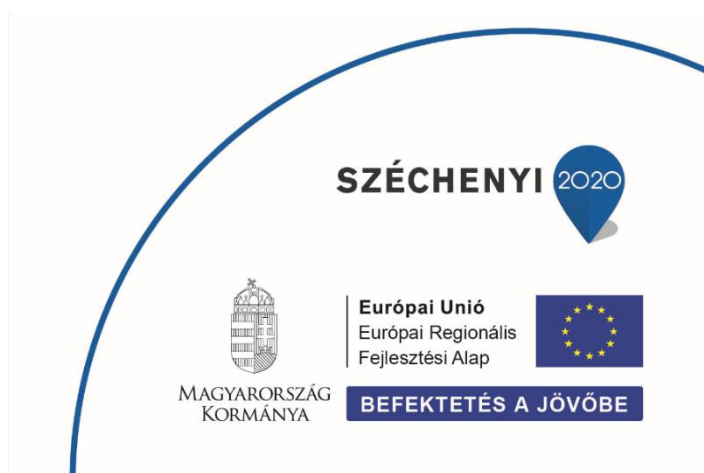 SZÉCHENYI 2020
Európai Unió
Európai Regionális
Fejlesztési Alap
MAGYARORSZÁG
KORMÁNYA
BEFEKTETÉS A JÖVŐBE